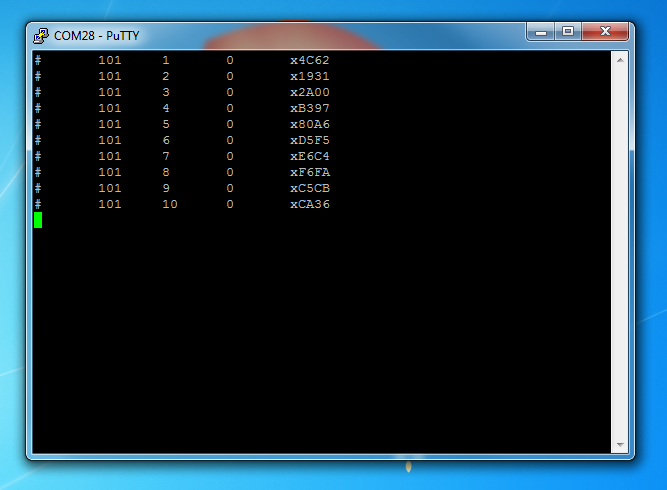 COM28 - PuTTY
# 101 1 0 x4C62
# 101 2 0 x1931
# 101 3 0 x2A00
# 101 4 0 xB397
# 101 5 0 x80A6
# 101 6 0 xD5F5
# 101 7 0 xE6C4
# 101 8 0 xF6FA
# 101 9 0 xC5CB
# 101 10 0 xCA36